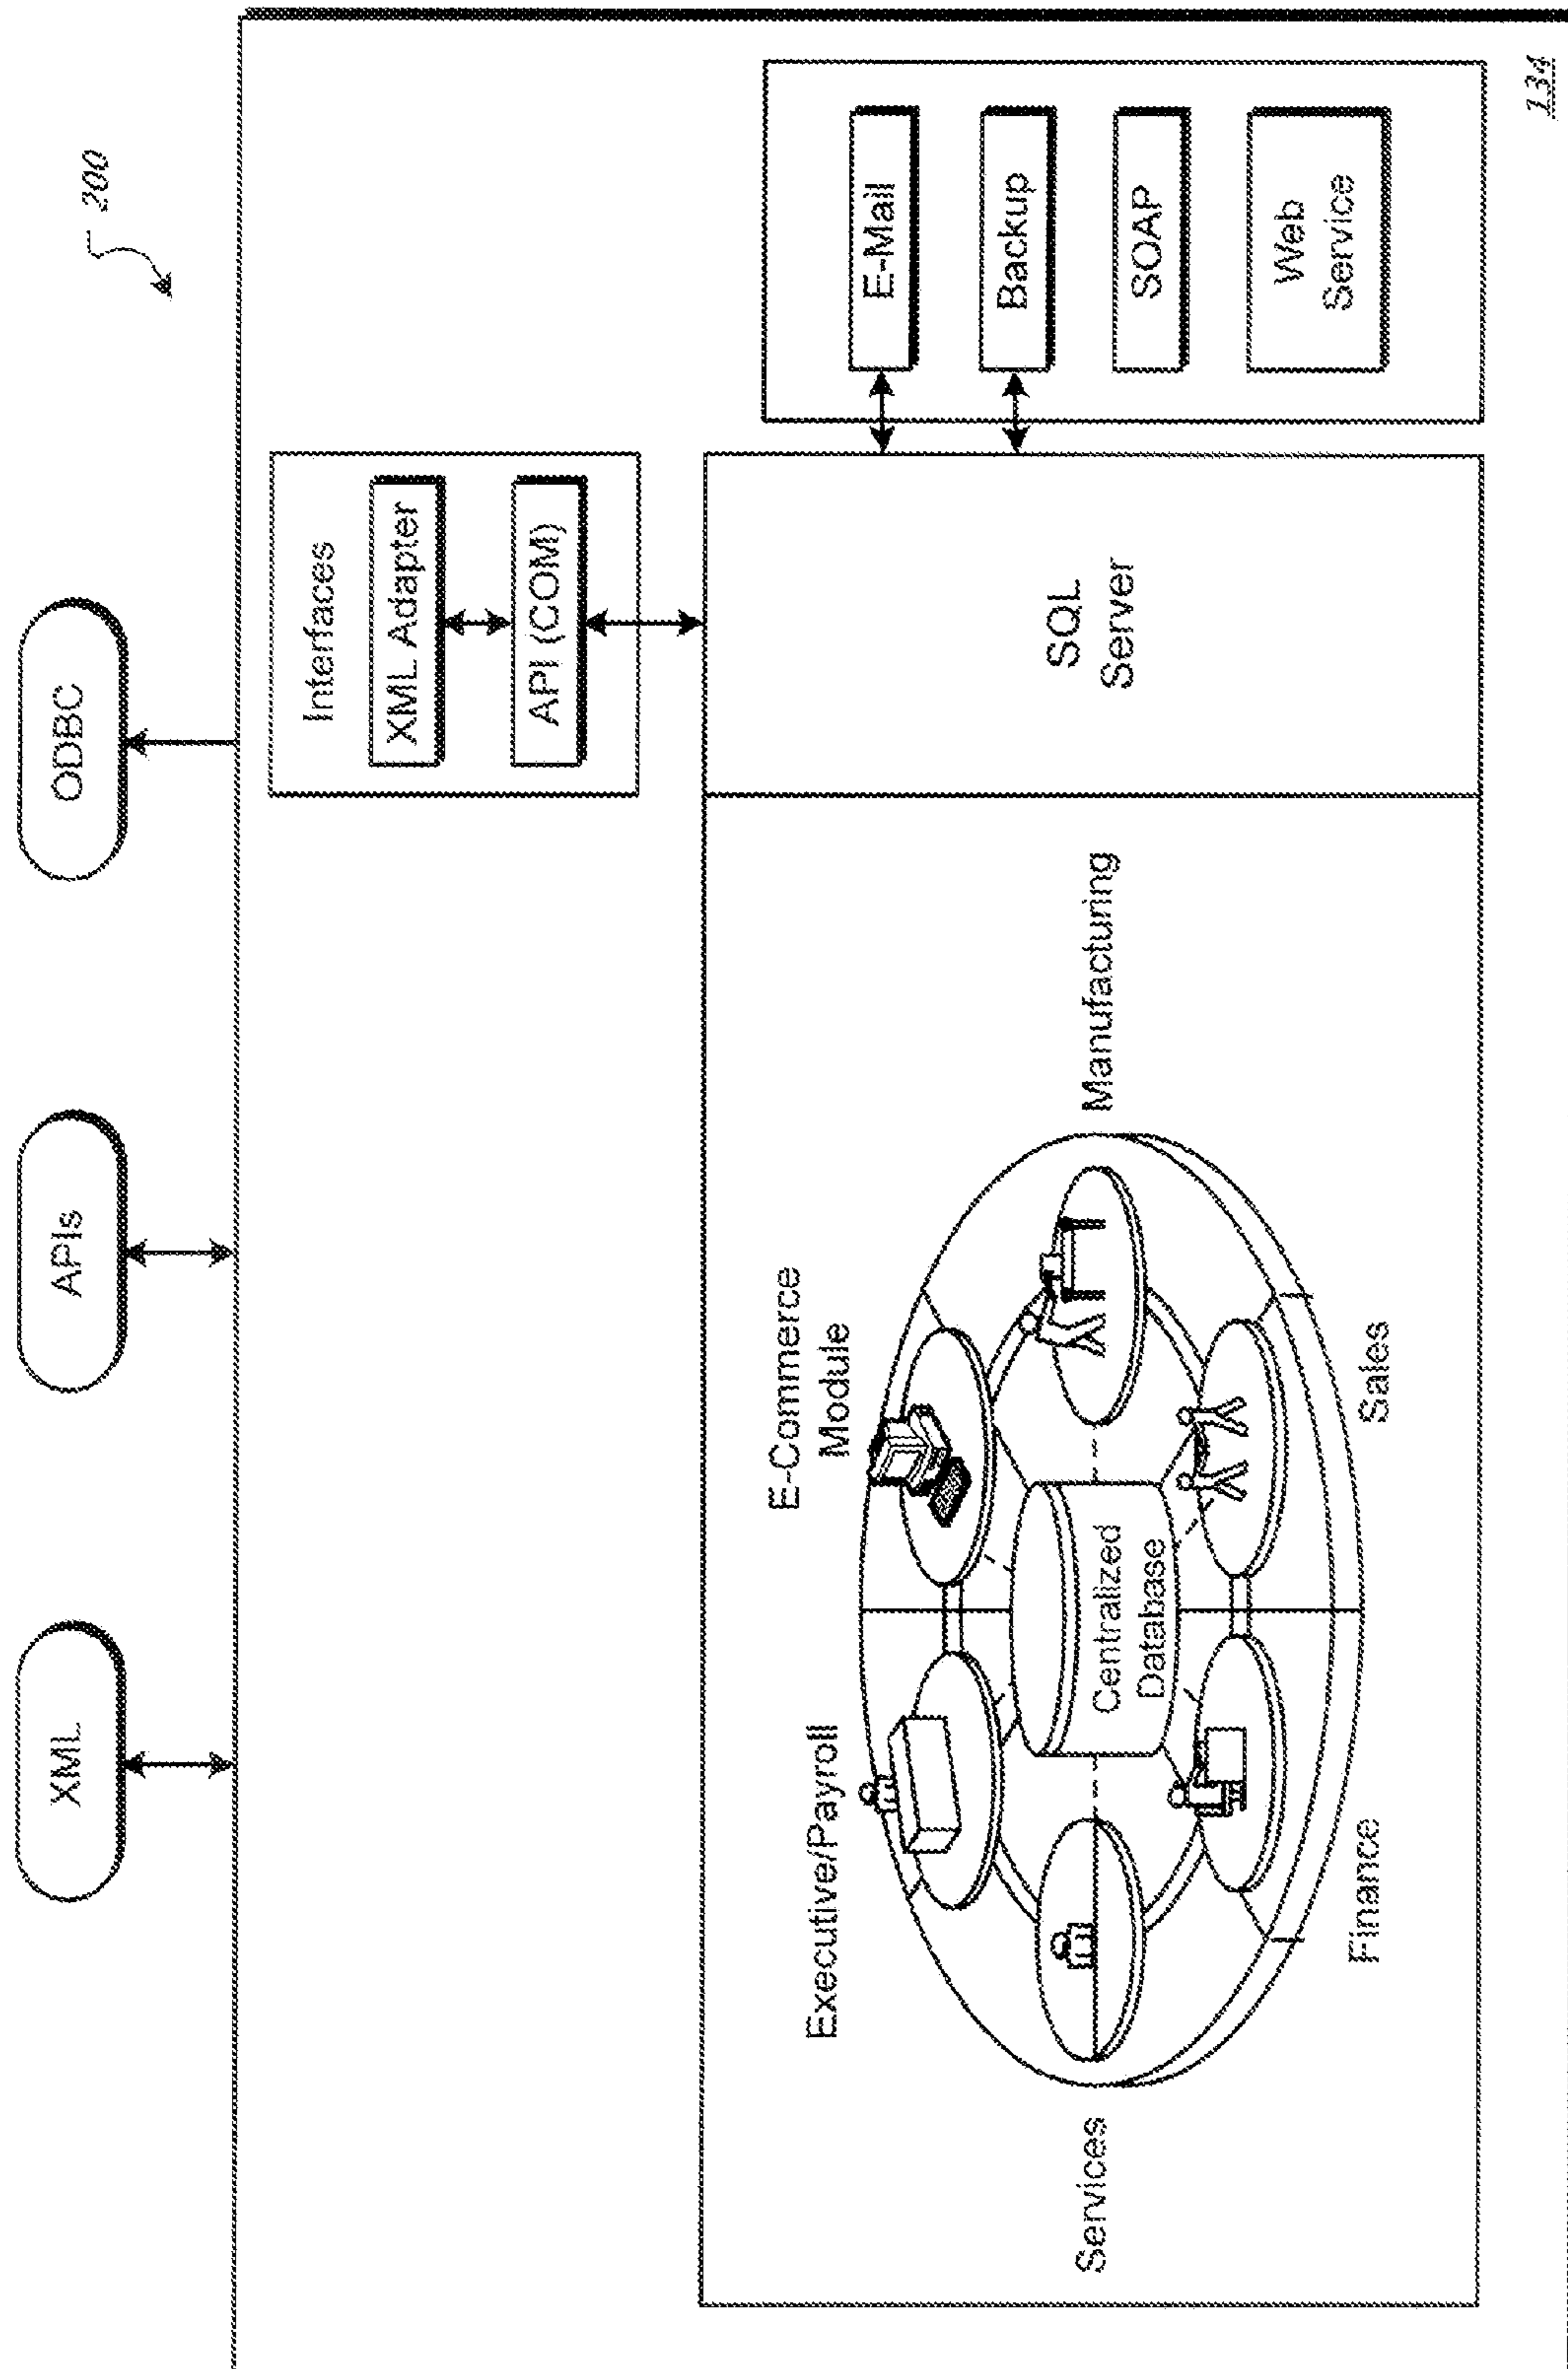 200
XML
APIs
ODBC
Interfaces
XML Adapter
API (COM)
E-Commerce
Module
Executive/Payroll
Services
Manufacturing
Centralized
Database
Finance
Sales
SQL
Server
E-Mail
Backup
SOAP
Web
Service
134